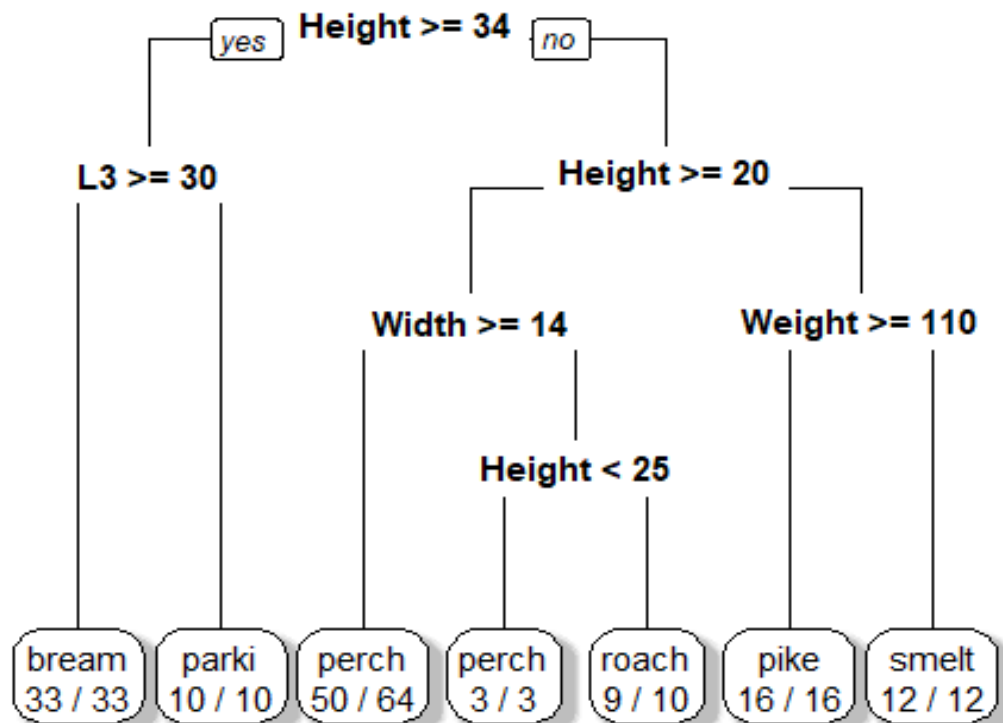 yes Height >= 34 no
L3 >= 30 Height >= 20
Width >= 14 Weight >= 110
Height < 25
bream parki perch perch roach pike smelt
33 / 33 10 / 10 50 / 64 3 / 3 9 / 10 16 / 16 12 / 12